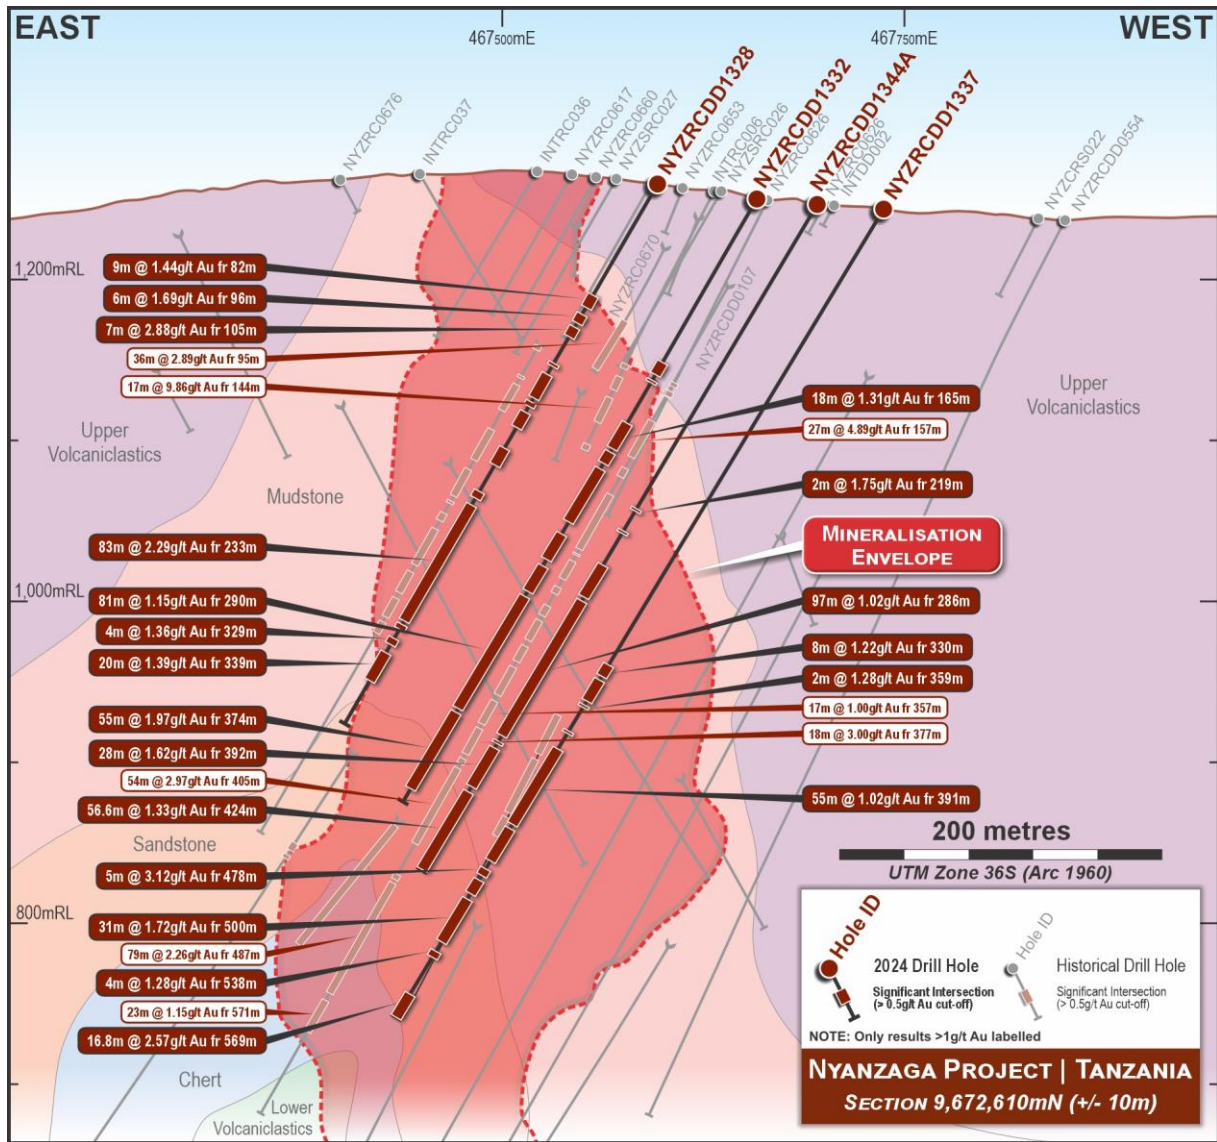 EAST
WEST
467500mE
467750mE
NYZRC0676
INTRC037
INTRC036
NYZRC0617
NYZRC0660
NYZSRC027
NYZRCDD1328
NYZRC0653
INTRC006
NYZSRC026
NYZRCDD1332
NYZRC0626
NYZRCDD1344A
NYZRC0626
INTDD002
NYZRCDD1337
NYZCRS022
NYZRCDD0554
NYZRC0670
NYZRCDD0107
1,200mRL
1,000mRL
800mRL
9m @ 1.44g/t Au fr 82m
6m @ 1.69g/t Au fr 96m
7m @ 2.88g/t Au fr 105m
36m @ 2.89g/t Au fr 95m
17m @ 9.86g/t Au fr 144m
Upper
Volcaniclastics
Mudstone
83m @ 2.29g/t Au fr 233m
81m @ 1.15g/t Au fr 290m
4m @ 1.36g/t Au fr 329m
20m @ 1.39g/t Au fr 339m
55m @ 1.97g/t Au fr 374m
28m @ 1.62g/t Au fr 392m
54m @ 2.97g/t Au fr 405m
56.6m @ 1.33g/t Au fr 424m
Sandstone
5m @ 3.12g/t Au fr 478m
31m @ 1.72g/t Au fr 500m
79m @ 2.26g/t Au fr 487m
4m @ 1.28g/t Au fr 538m
23m @ 1.15g/t Au fr 571m
16.8m @ 2.57g/t Au fr 569m
Chert
Lower
Volcaniclastics
Upper
Volcaniclastics
18m @ 1.31g/t Au fr 165m
27m @ 4.89g/t Au fr 157m
2m @ 1.75g/t Au fr 219m
MINERALISATION
ENVELOPE
97m @ 1.02g/t Au fr 286m
8m @ 1.22g/t Au fr 330m
2m @ 1.28g/t Au fr 359m
17m @ 1.00g/t Au fr 357m
18m @ 3.00g/t Au fr 377m
55m @ 1.02g/t Au fr 391m
200 metres
UTM Zone 36S (Arc 1960)
Hole ID
2024 Drill Hole
Significant Intersection
(> 0.5g/t Au cut-off)
Hole ID
Historical Drill Hole
Significant Intersection
(> 0.5g/t Au cut-off)
NOTE: Only results >1g/t Au labelled
NYANZAGA PROJECT | TANZANIA
SECTION 9,672,610mN (+/- 10m)